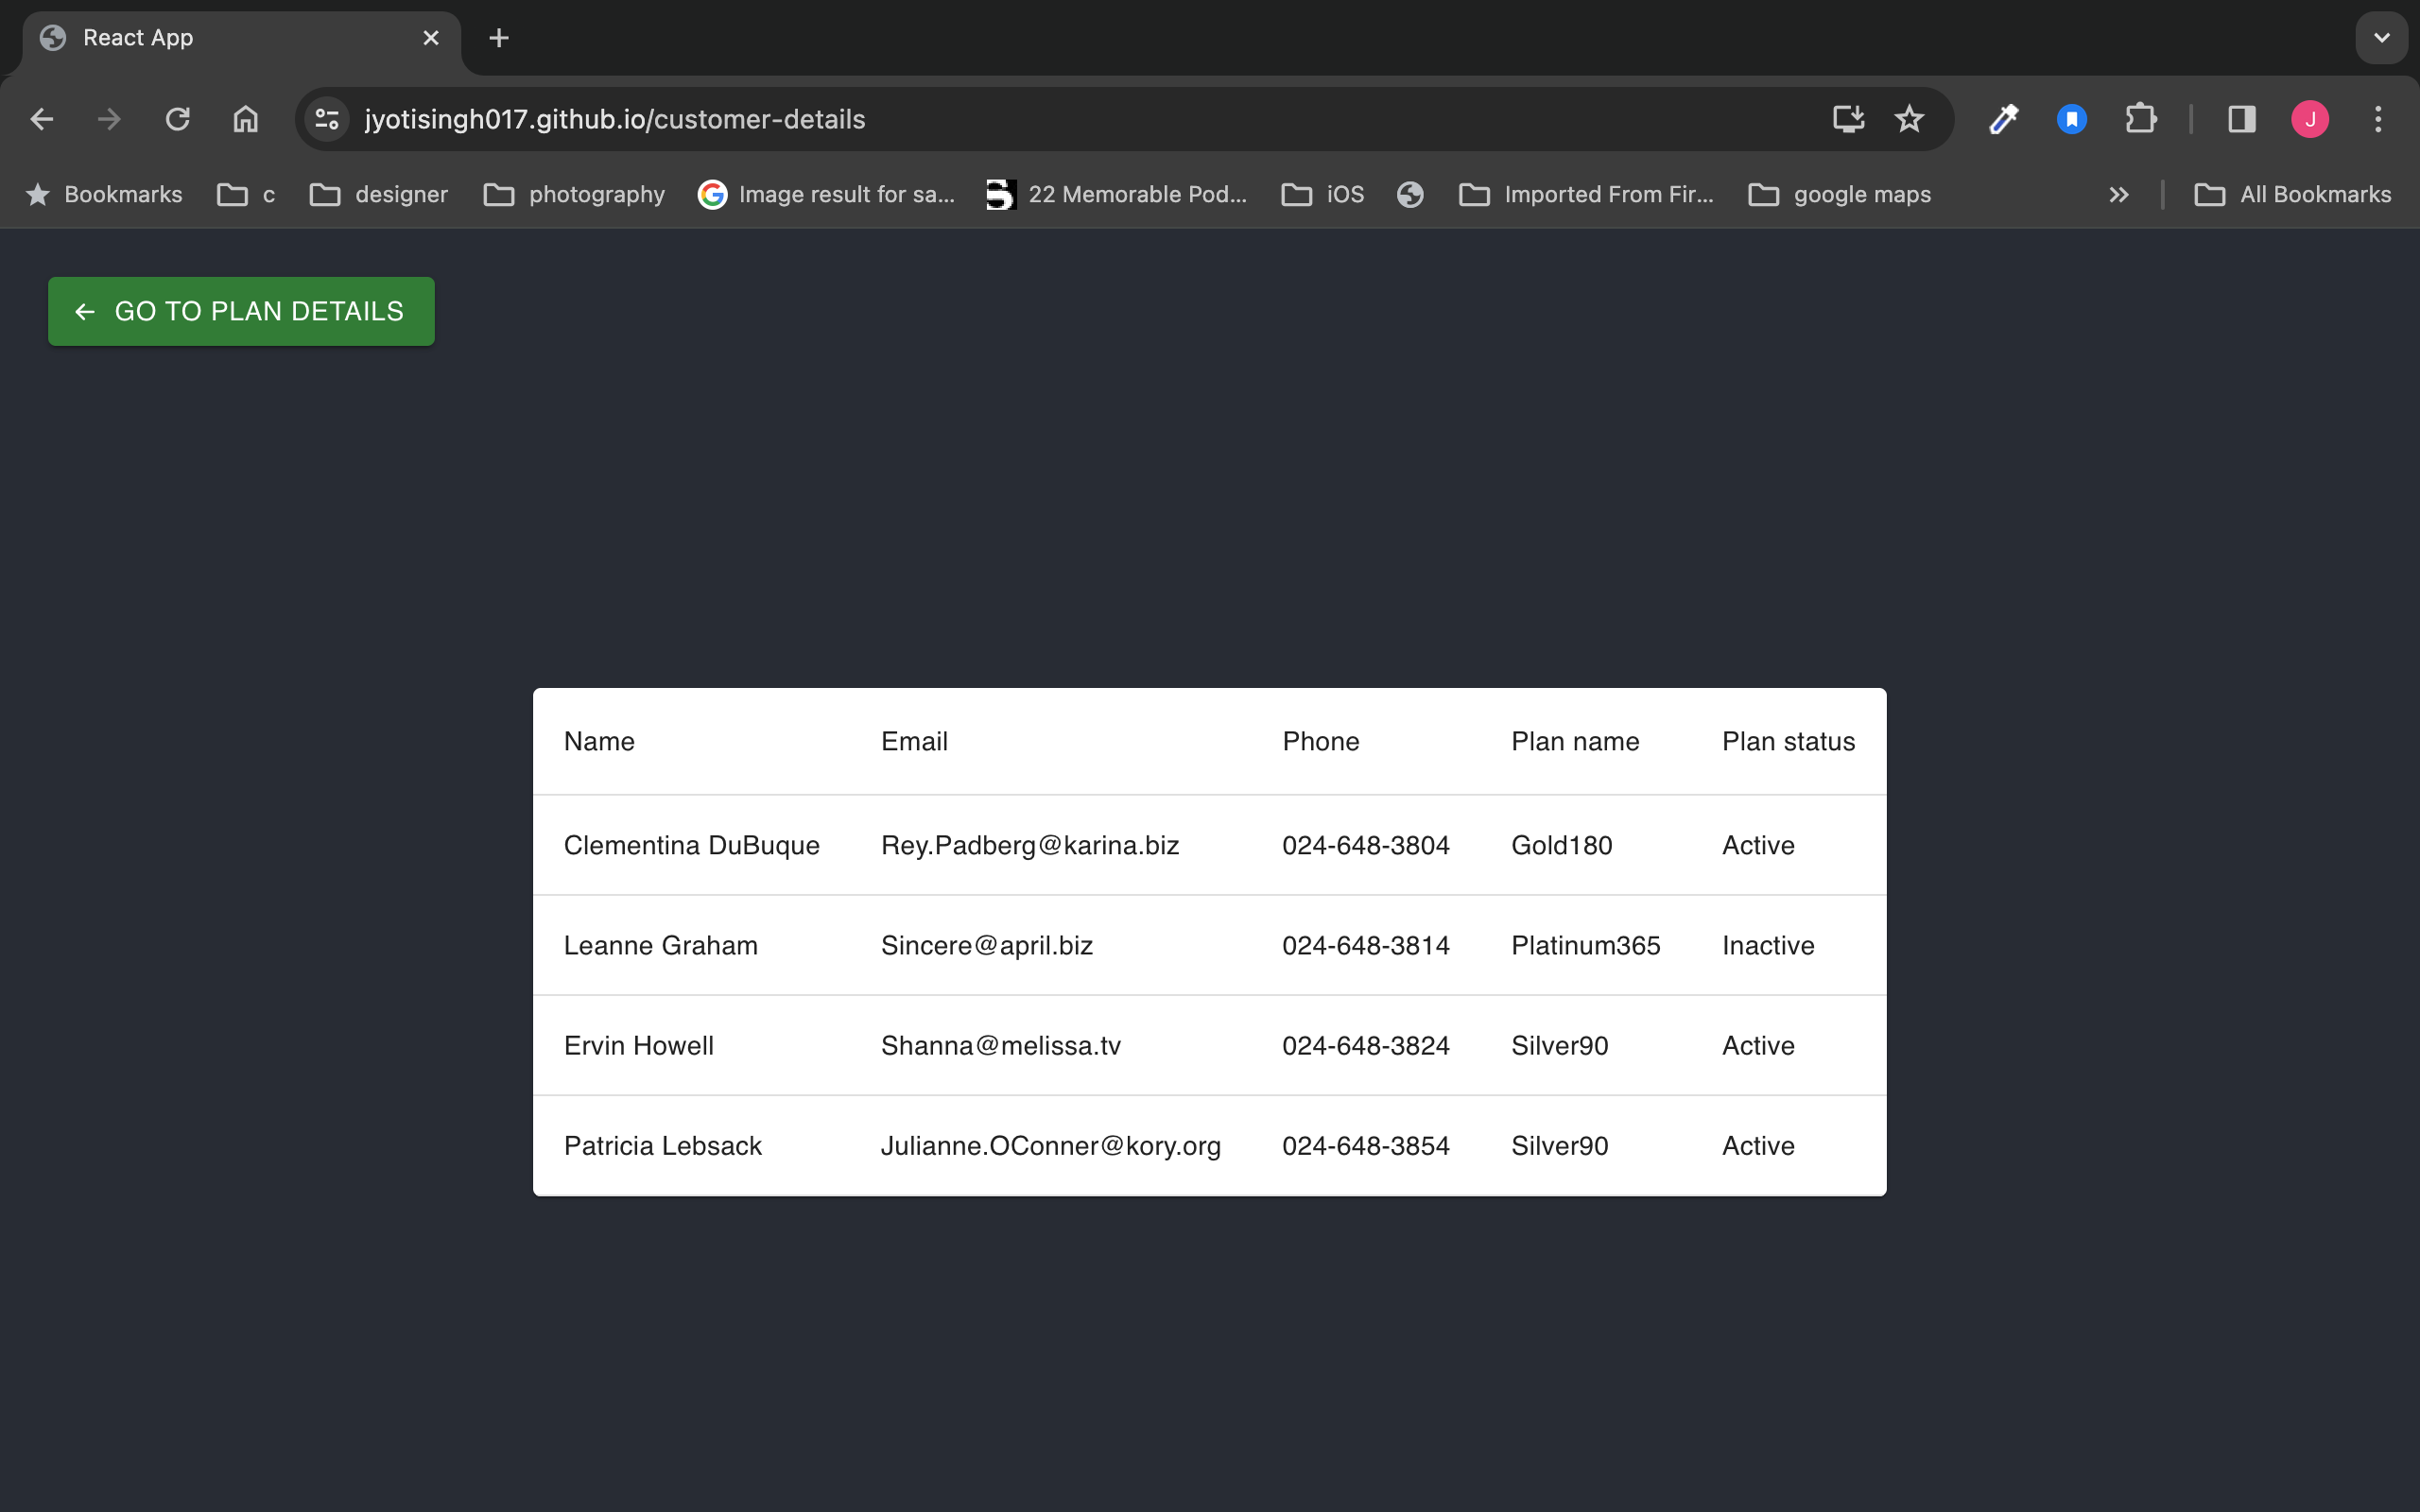 React App
jyotisingh017.github.io/customer-details
J
Bookmarks c designer photography Image result for sa... 22 Memorable Pod... iOS Imported From Fir... google maps All Bookmarks
GO TO PLAN DETAILS
Name Email Phone Plan name Plan status
Clementina DuBuque Rey.Padberg@karina.biz 024-648-3804 Gold180 Active
Leanne Graham Sincere@april.biz 024-648-3814 Platinum365 Inactive
Ervin Howell Shanna@melissa.tv 024-648-3824 Silver90 Active
Patricia Lebsack Julianne.OConner@kory.org 024-648-3854 Silver90 Active